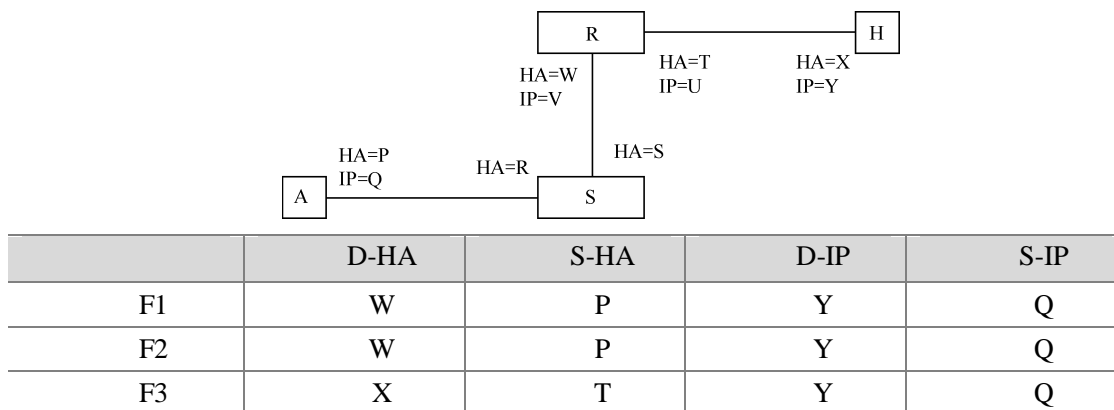 R
H
HA=W
IP=V
HA=T
IP=U
HA=X
IP=Y
HA=P
IP=Q
HA=R
HA=S
A
S
D-HA S-HA D-IP S-IP
F1 W P Y Q
F2 W P Y Q
F3 X T Y Q